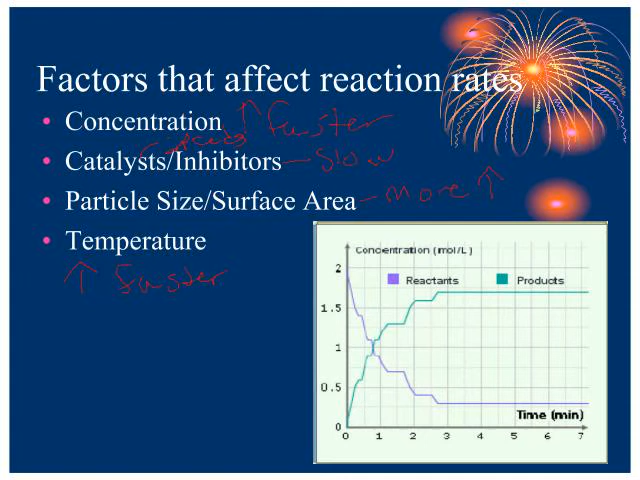 Factors that affect reaction rates
• Concentration ↑ Faster
• Catalysts/Inhibitors — Slow
• Particle Size/Surface Area — more ↑
• Temperature
↑ Faster
Concentration (mol/L)
2
Reactants Products
1.5
1
0.5
Time (min)
0
0 1 2 3 4 5 6 7